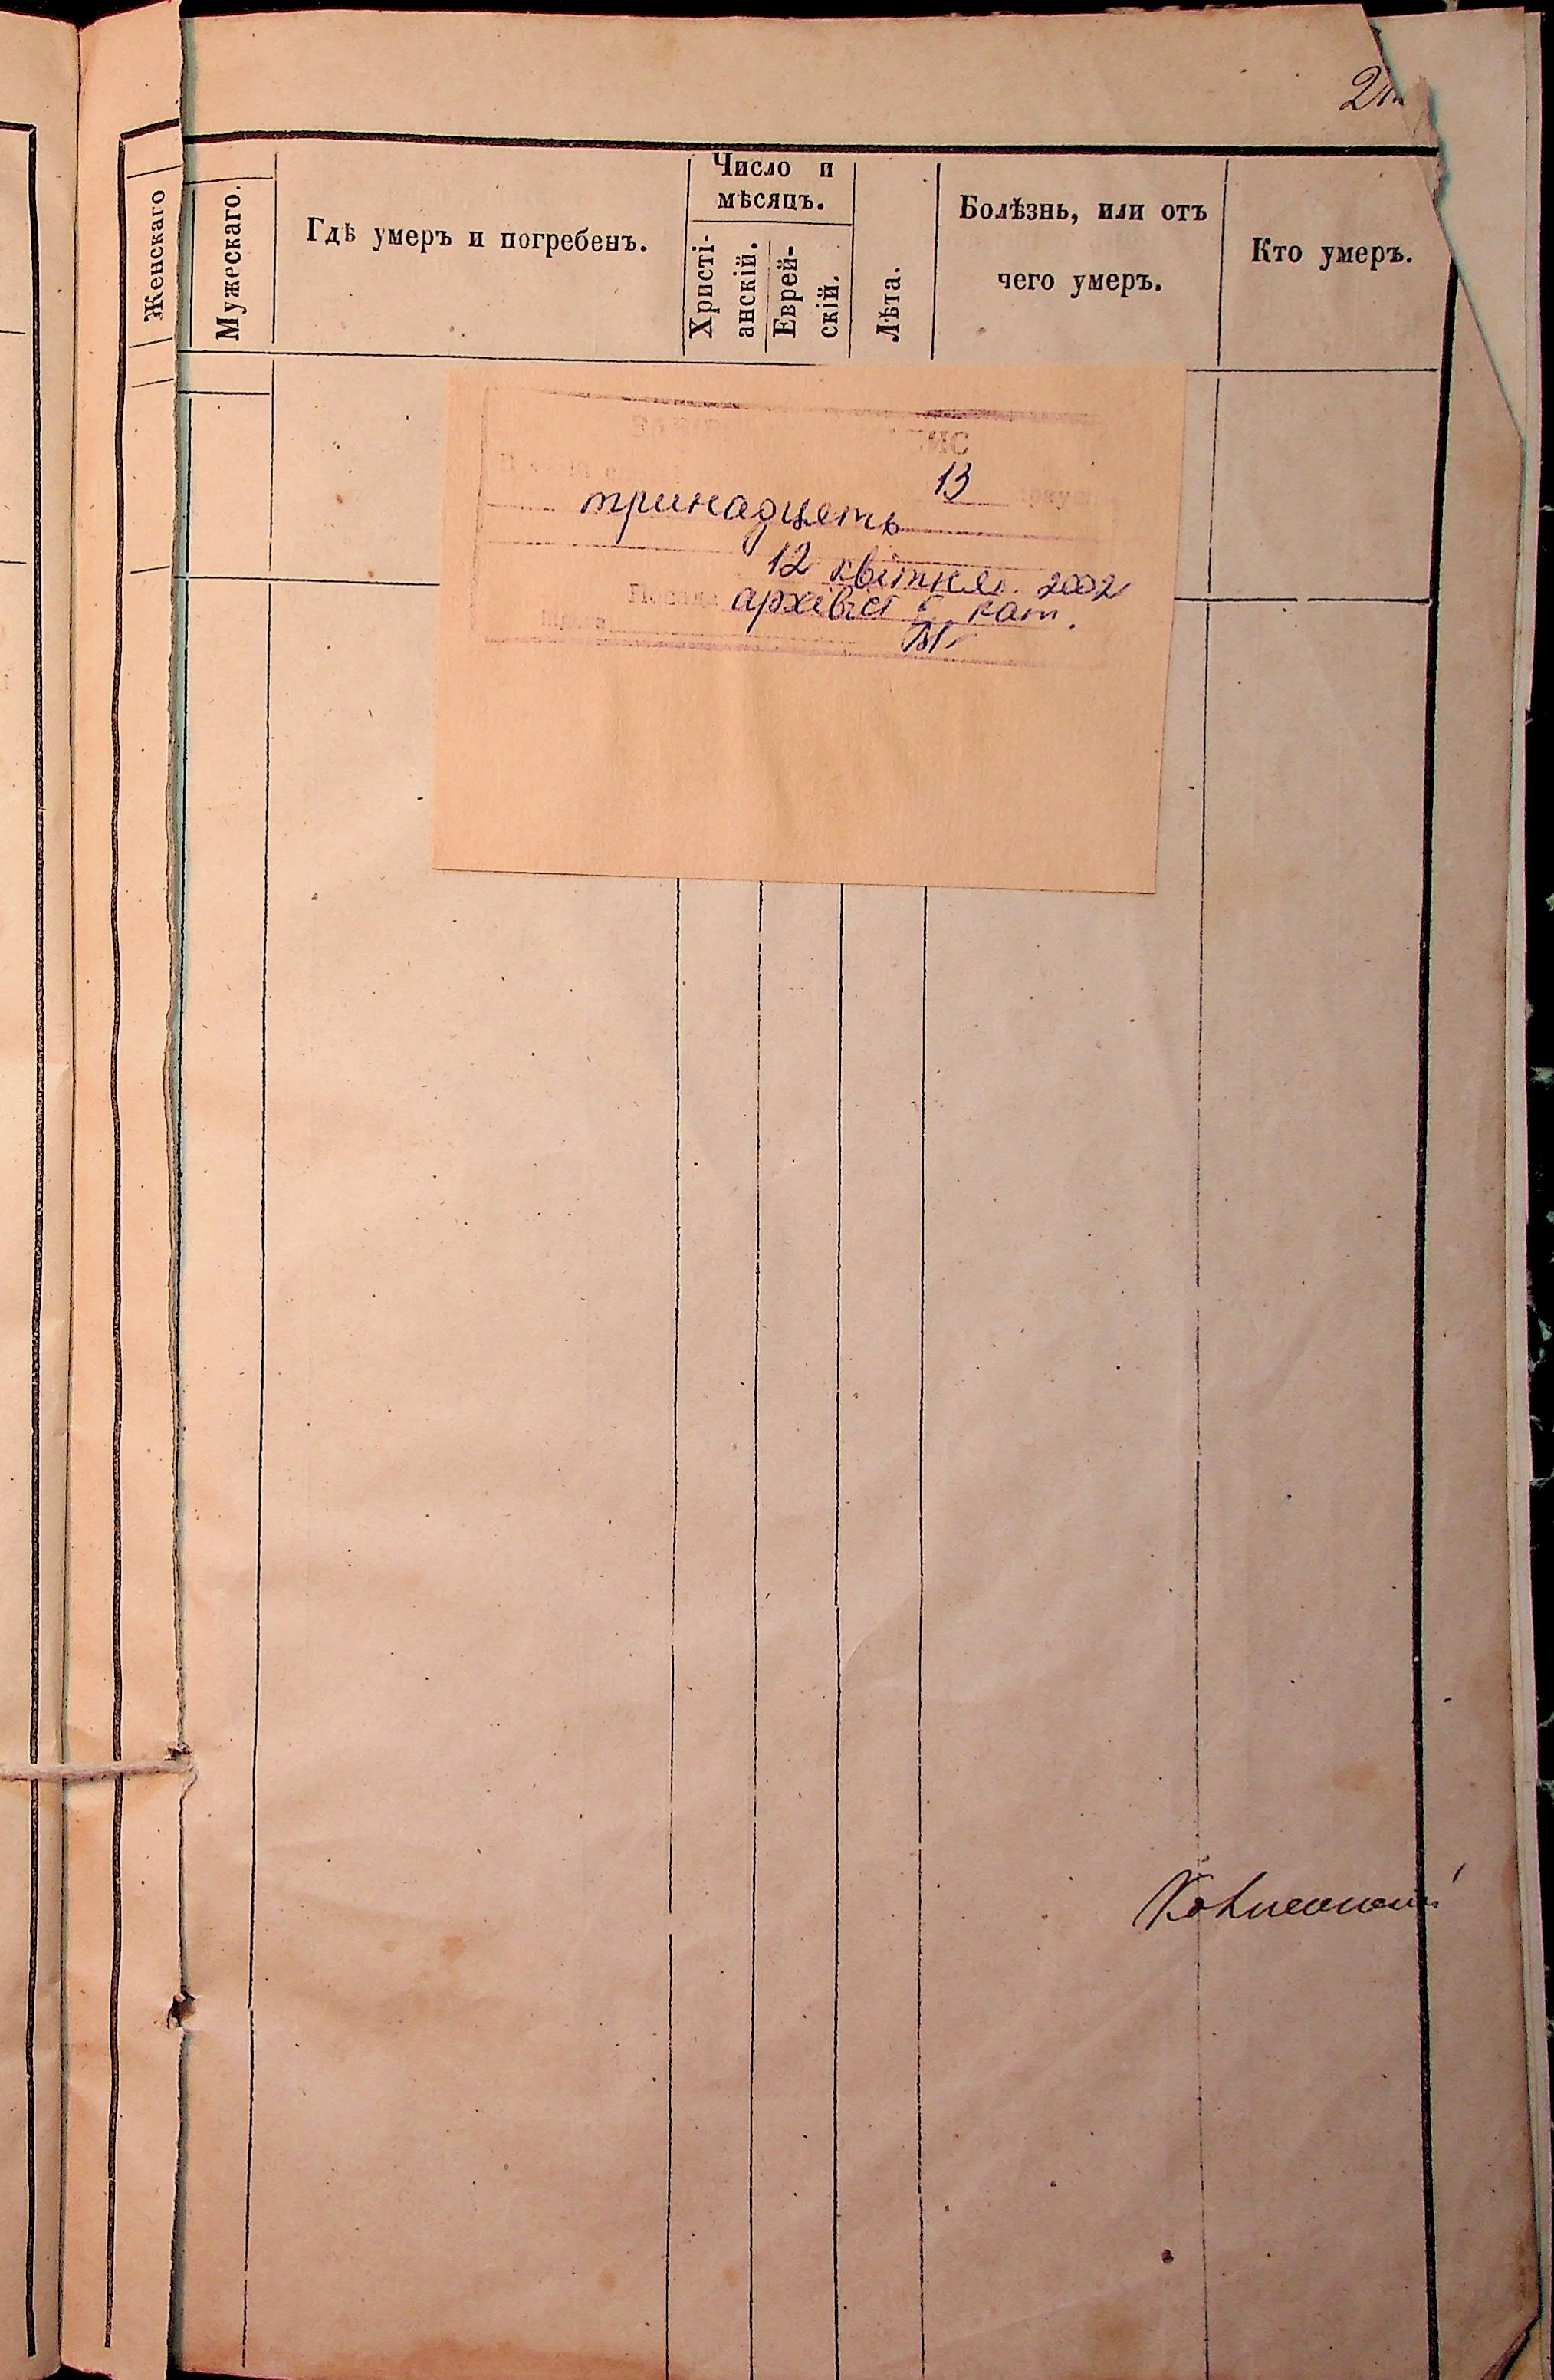 Женскаго
Мужескаго.
Гдѣ умеръ и погребенъ.
Число и
мѣсяцъ.
Христі-
анскій.
Еврей-
скій.
Лѣта.
Болѣзнь, или отъ
чего умеръ.
Кто умеръ.
13
тринадцять
12 квітня 2002
архівіст кат.